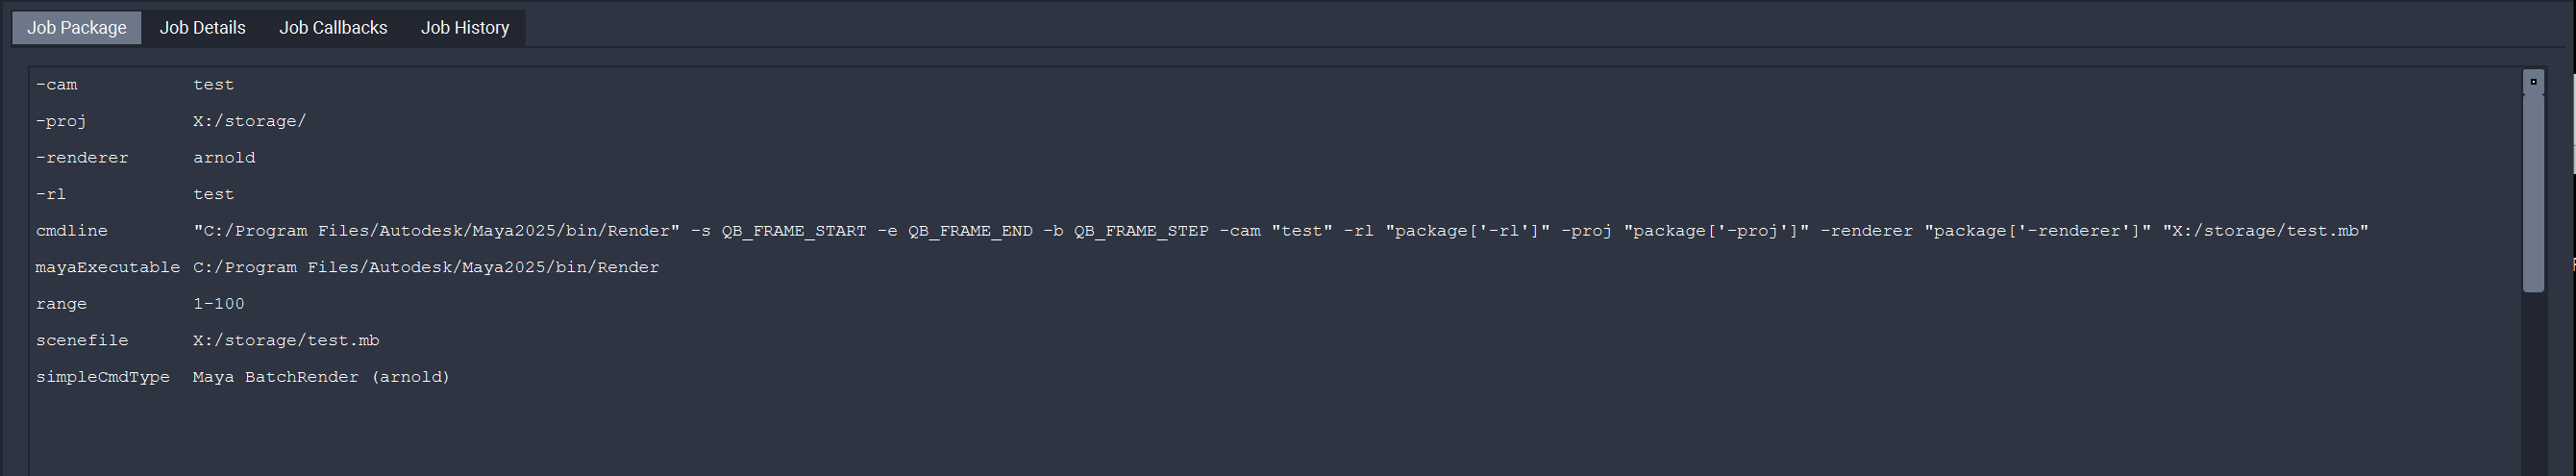 Job Package Job Details Job Callbacks Job History
-cam test
-proj X:/storage/
-renderer arnold
-rl test
cmdline "C:/Program Files/Autodesk/Maya2025/bin/Render" -s QB_FRAME_START -e QB_FRAME_END -b QB_FRAME_STEP -cam "test" -rl "package['-rl']" -proj "package['-proj']" -renderer "package['-renderer']" "X:/storage/test.mb"
mayaExecutable C:/Program Files/Autodesk/Maya2025/bin/Render
range 1-100
scenefile X:/storage/test.mb
simpleCmdType Maya BatchRender (arnold)